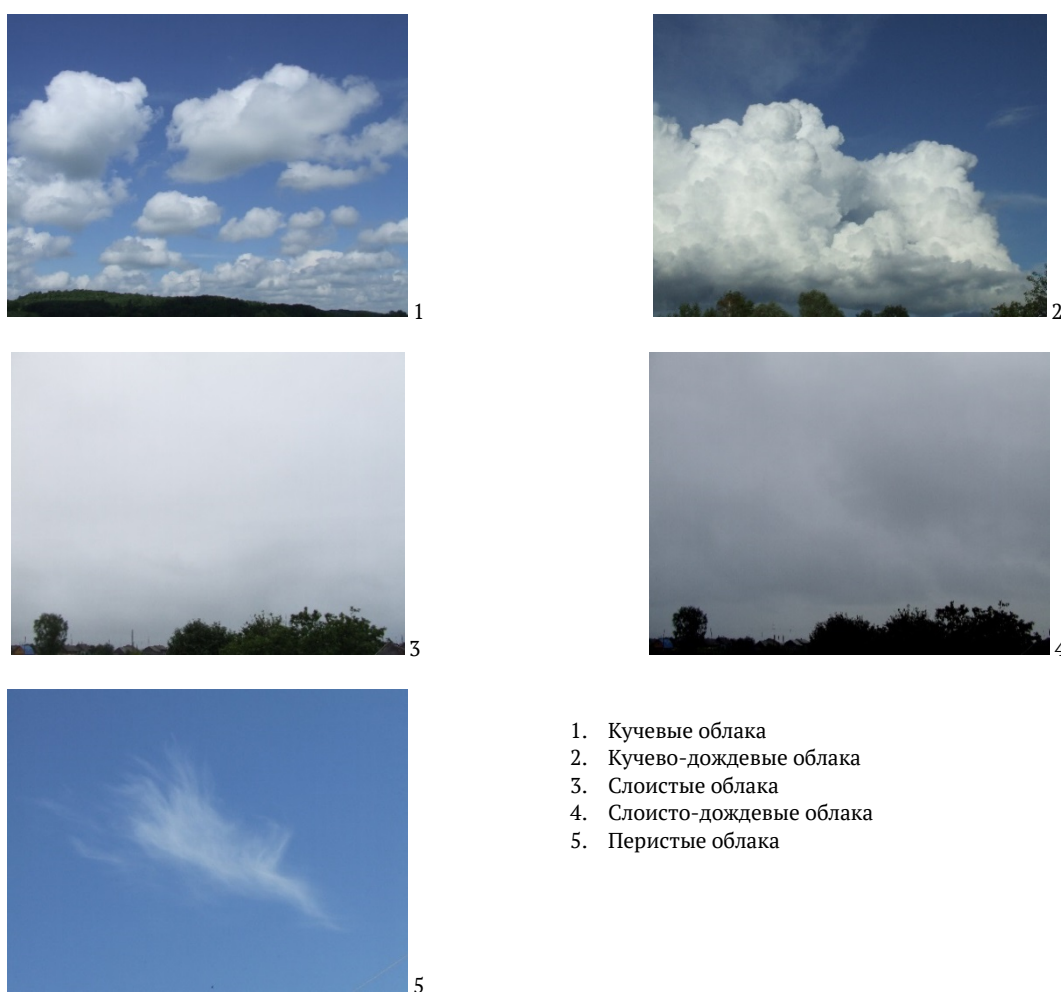 1
2
3
4
5
1. Кучевые облака
2. Кучево-дождевые облака
3. Слоистые облака
4. Слоисто-дождевые облака
5. Перистые облака